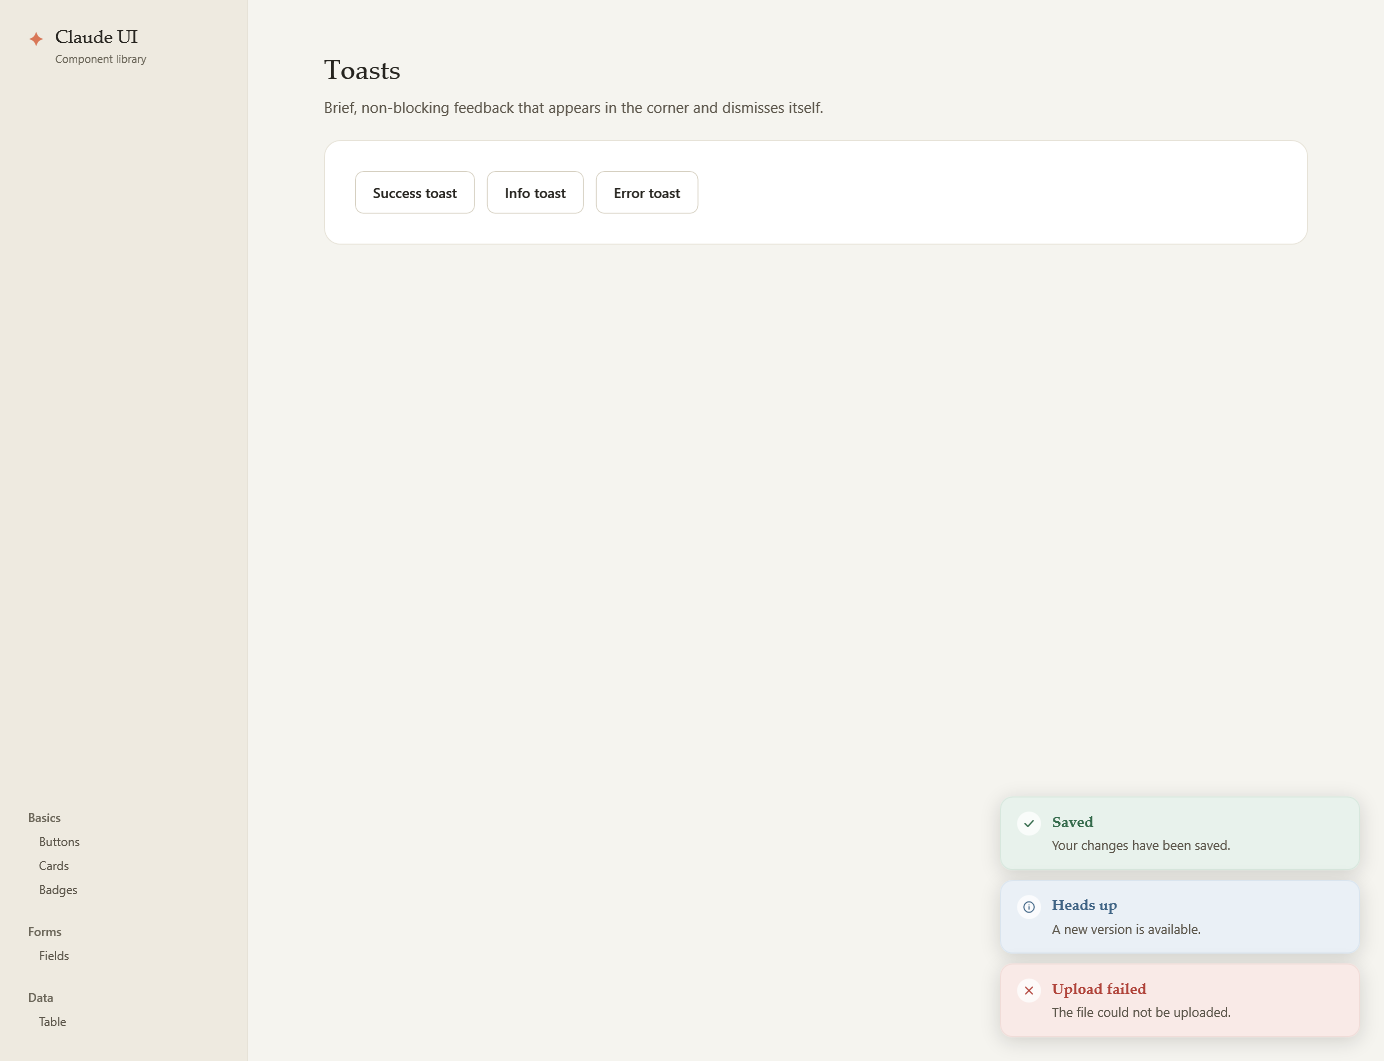 Claude UI
Component library
Basics
Buttons
Cards
Badges
Forms
Fields
Data
Table
Toasts
Brief, non-blocking feedback that appears in the corner and dismisses itself.
Success toast
Info toast
Error toast
Saved
Your changes have been saved.
Heads up
A new version is available.
Upload failed
The file could not be uploaded.